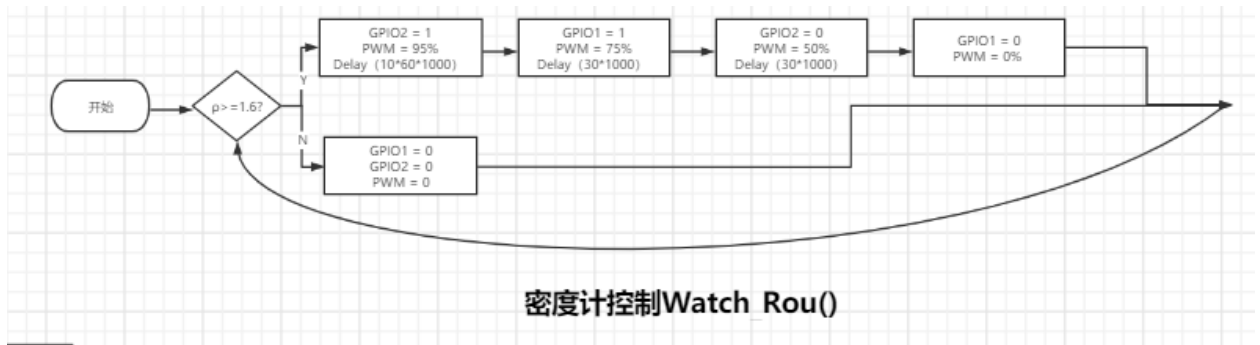 开始
ρ>=1.6?
Y
GPIO2 = 1
PWM = 95%
Delay（10*60*1000）
GPIO1 = 1
PWM = 75%
Delay（30*1000）
GPIO2 = 0
PWM = 50%
Delay（30*1000）
GPIO1 = 0
PWM = 0%
N
GPIO1 = 0
GPIO2 = 0
PWM = 0
密度计控制Watch_Rou()